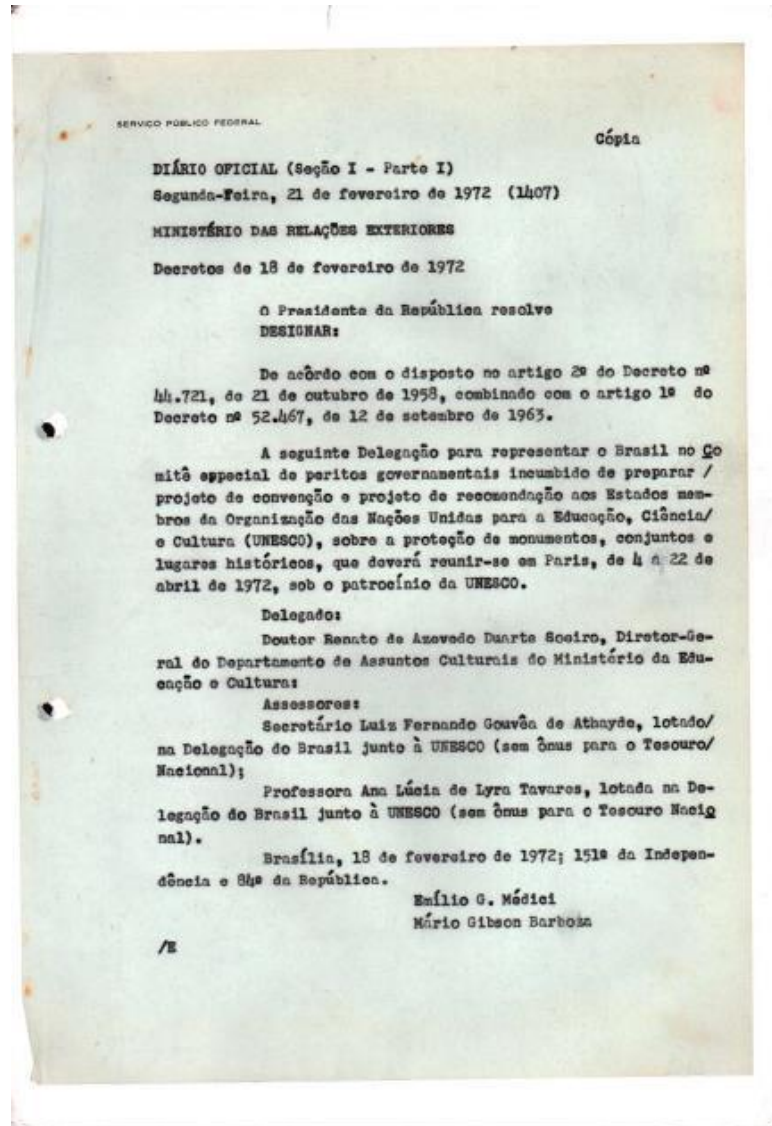 SERVIÇO PÚBLICO FEDERAL
Cópia
DIÁRIO OFICIAL (Seção I - Parte I)
Segunda-Feira, 21 de fevereiro de 1972 (1407)
MINISTÉRIO DAS RELAÇÕES EXTERIORES
Decretos de 18 de fevereiro de 1972
O Presidente da República resolve
DESIGNAR:
De acôrdo com o disposto no artigo 2º do Decreto nº
44.721, de 21 de outubro de 1958, combinado com o artigo 1º do
Decreto nº 52.467, de 12 de setembro de 1963.
A seguinte Delegação para representar o Brasil no Co
mitê especial de peritos governamentais incumbido de preparar /
projeto de convenção e projeto de recomendação aos Estados mem-
bros da Organização das Nações Unidas para a Educação, Ciência/
e Cultura (UNESCO), sobre a proteção de monumentos, conjuntos e
lugares históricos, que deverá reunir-se em Paris, de 4 a 22 de
abril de 1972, sob o patrocínio da UNESCO.
Delegado:
Doutor Renato de Azevedo Duarte Soeiro, Diretor-Ge-
ral do Departamento de Assuntos Culturais do Ministério da Edu-
cação e Cultura:
Assessores:
Secretário Luiz Fernando Gouvêa de Athayde, lotado/
na Delegação do Brasil junto à UNESCO (sem ônus para o Tesouro/
Nacional);
Professora Ana Lúcia de Lyra Tavares, lotada na De-
legação do Brasil junto à UNESCO (sem ônus para o Tesouro Nacio
nal).
Brasília, 18 de fevereiro de 1972; 151º da Indepen-
dência e 84º da República.
Emílio G. Médici
Mário Gibson Barboza
/E